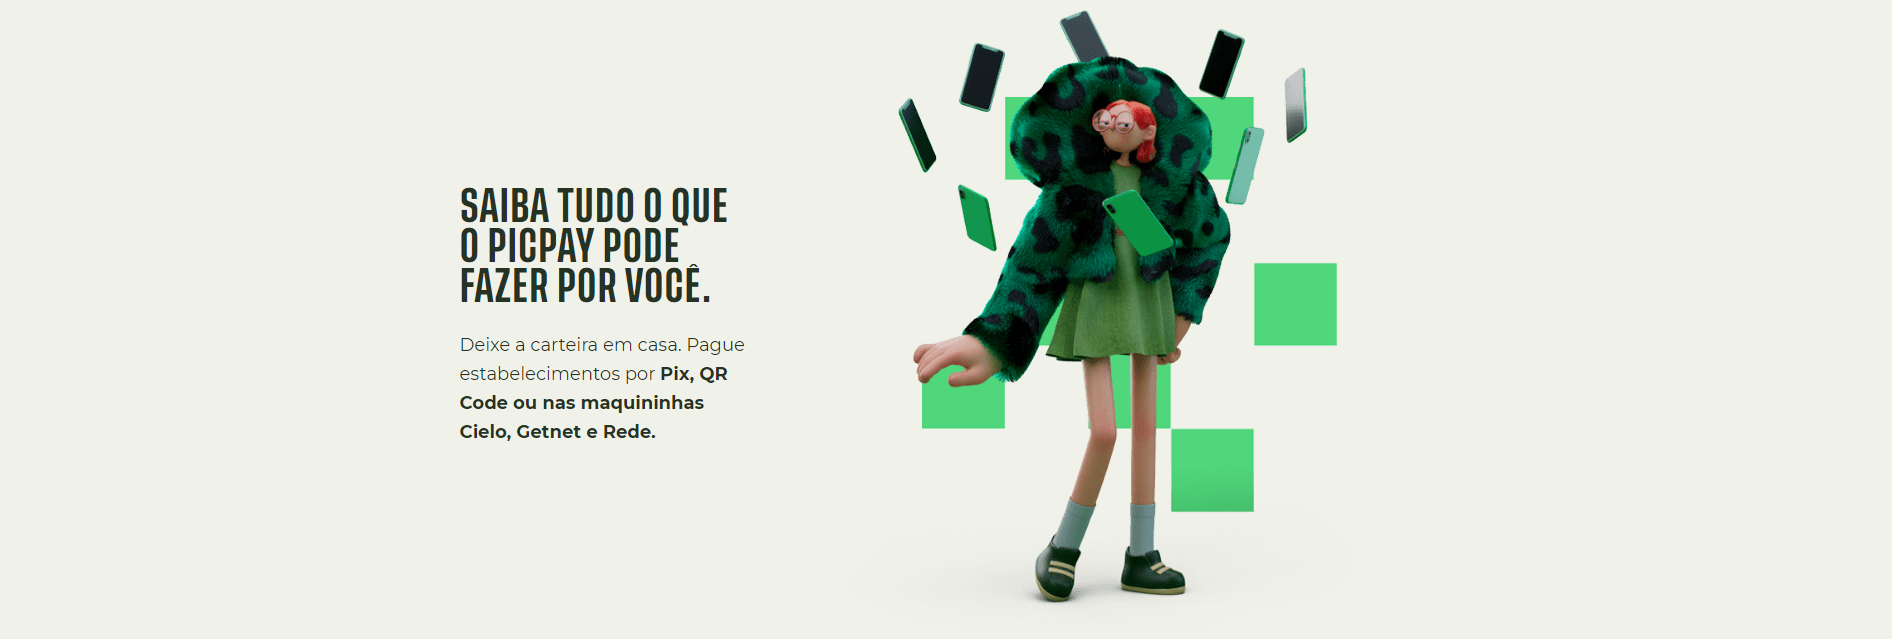 SAIBA TUDO O QUE
O PICPAY PODE
FAZER POR VOCÊ.
Deixe a carteira em casa. Pague
estabelecimentos por Pix, QR
Code ou nas maquininhas
Cielo, Getnet e Rede.